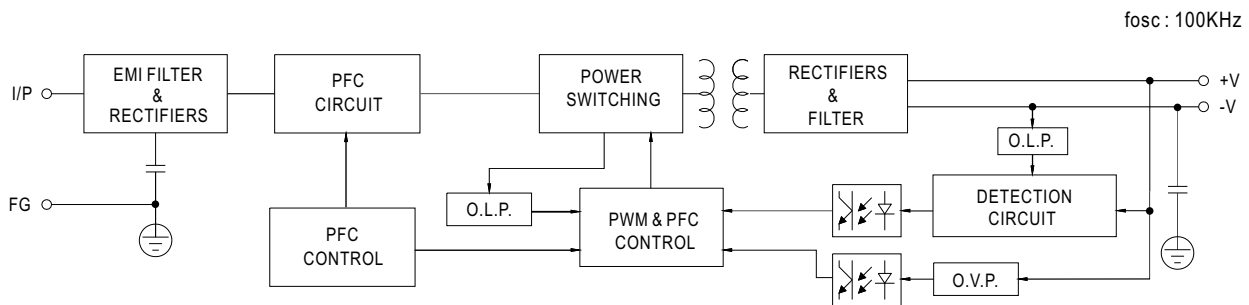 fosc : 100KHz
I/P
EMI FILTER
&
RECTIFIERS
PFC
CIRCUIT
POWER
SWITCHING
RECTIFIERS
&
FILTER
+V
-V
O.L.P.
FG
O.L.P.
PFC
CONTROL
PWM & PFC
CONTROL
DETECTION
CIRCUIT
O.V.P.